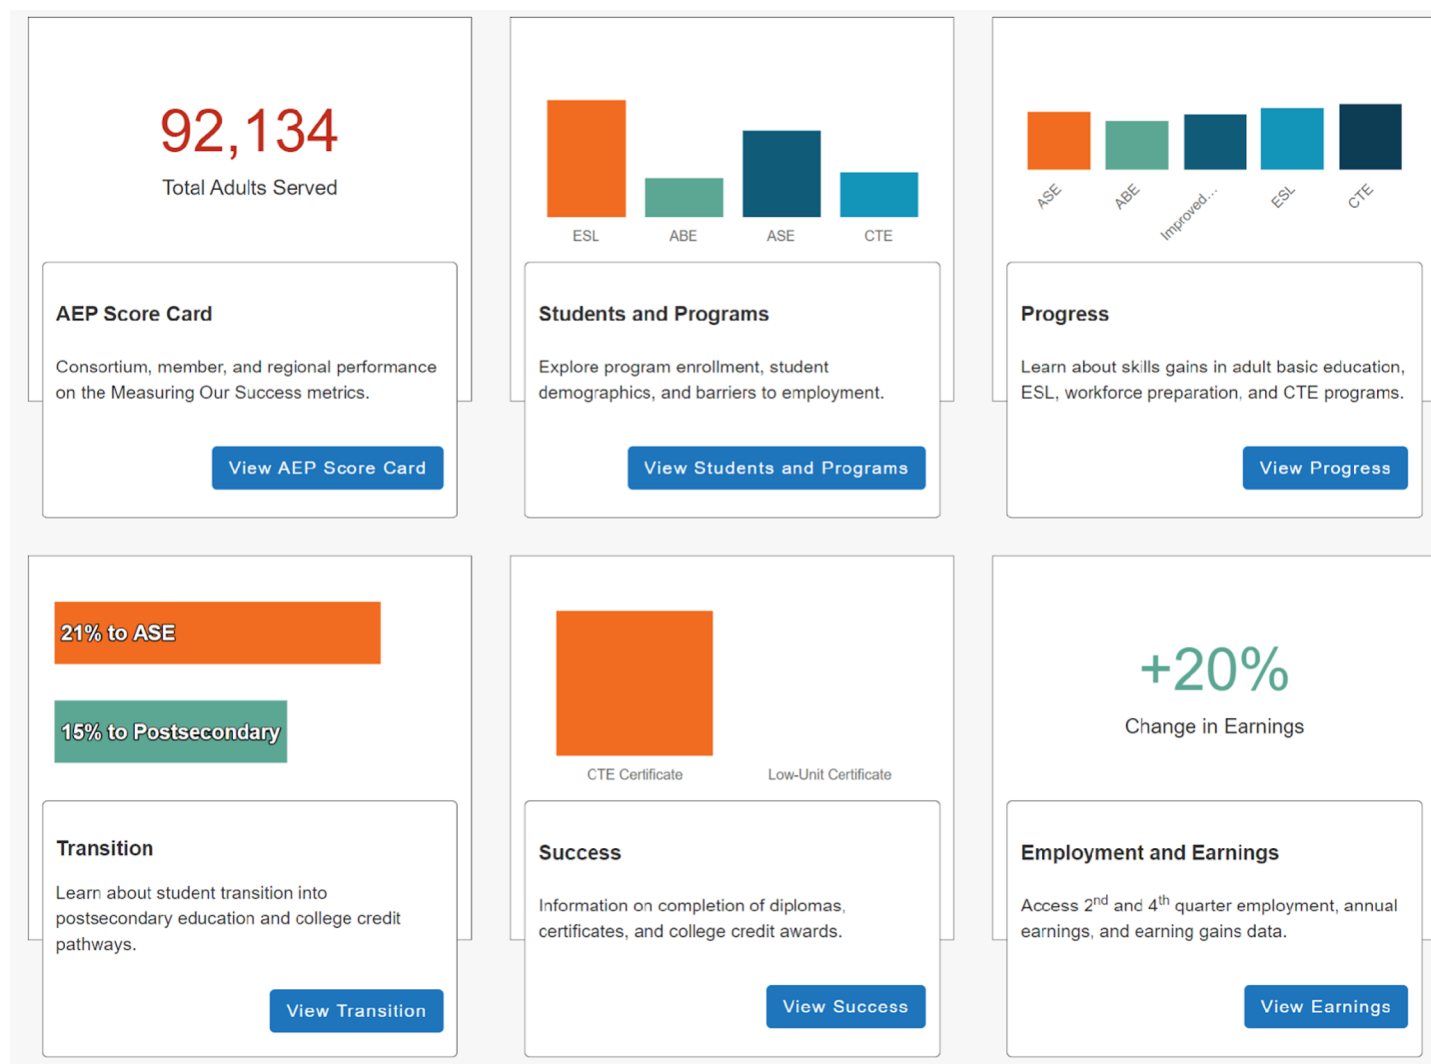 92,134
Total Adults Served
AEP Score Card
Consortium, member, and regional performance
on the Measuring Our Success metrics.
View AEP Score Card
ESL ABE ASE CTE
Students and Programs
Explore program enrollment, student
demographics, and barriers to employment.
View Students and Programs
ASE ABE Improved... ESL CTE
Progress
Learn about skills gains in adult basic education,
ESL, workforce preparation, and CTE programs.
View Progress
21% to ASE
15% to Postsecondary
Transition
Learn about student transition into
postsecondary education and college credit
pathways.
View Transition
CTE Certificate Low-Unit Certificate
Success
Information on completion of diplomas,
certificates, and college credit awards.
View Success
+20%
Change in Earnings
Employment and Earnings
Access 2nd and 4th quarter employment, annual
earnings, and earning gains data.
View Earnings